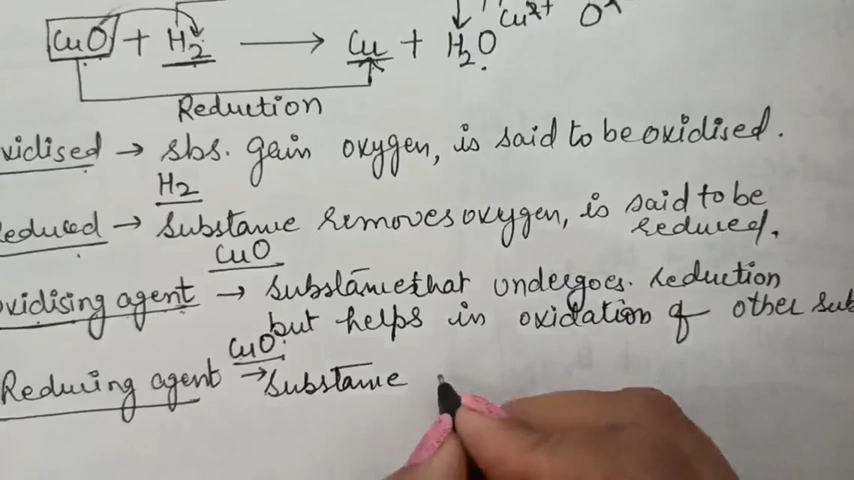 Cu²⁺ O
CuO + H₂ → Cu + H₂O
Reduction
xidised → sbs. gain oxygen, is said to be oxidised.
H2
Reduced → Substance removes oxygen, is said to be
reduced.
CuO
oxidising agent → Substance that undergoes reduction
but helps in oxidation of other sub
CuO
Reducing agent → Substance